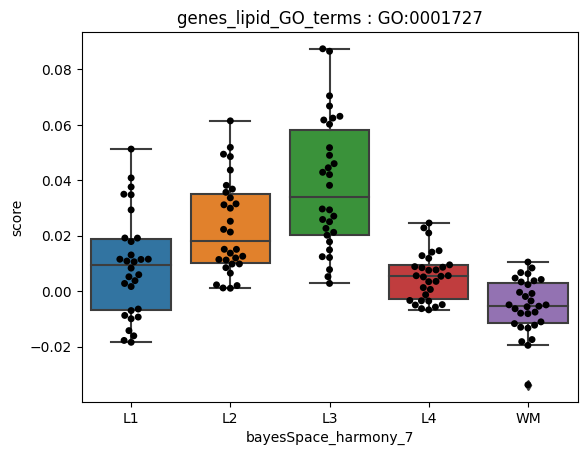 genes_lipid_GO_terms : GO:0001727
score
0.08
0.06
0.04
0.02
0.00
−0.02
L1 L2 L3 L4 WM
bayesSpace_harmony_7